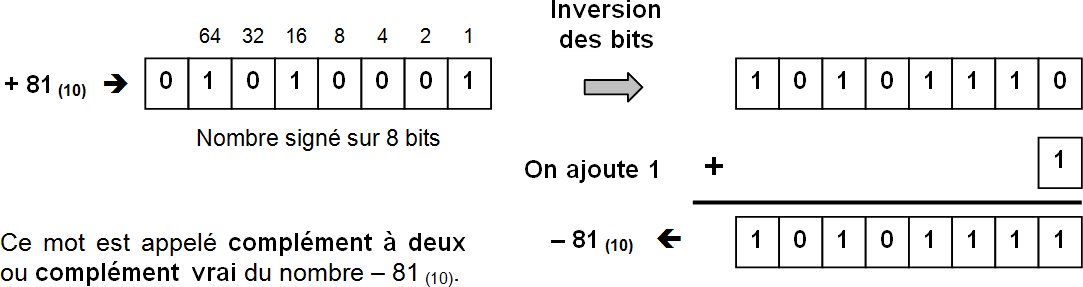 64 32 16 8 4 2 1
+ 81 (10) ➔ 0 1 0 1 0 0 0 1
Nombre signé sur 8 bits
Inversion
des bits
1 0 1 0 1 1 1 0
On ajoute 1 + 1
– 81 (10) ← 1 0 1 0 1 1 1 1
Ce mot est appelé complément à deux
ou complément vrai du nombre – 81 (10).